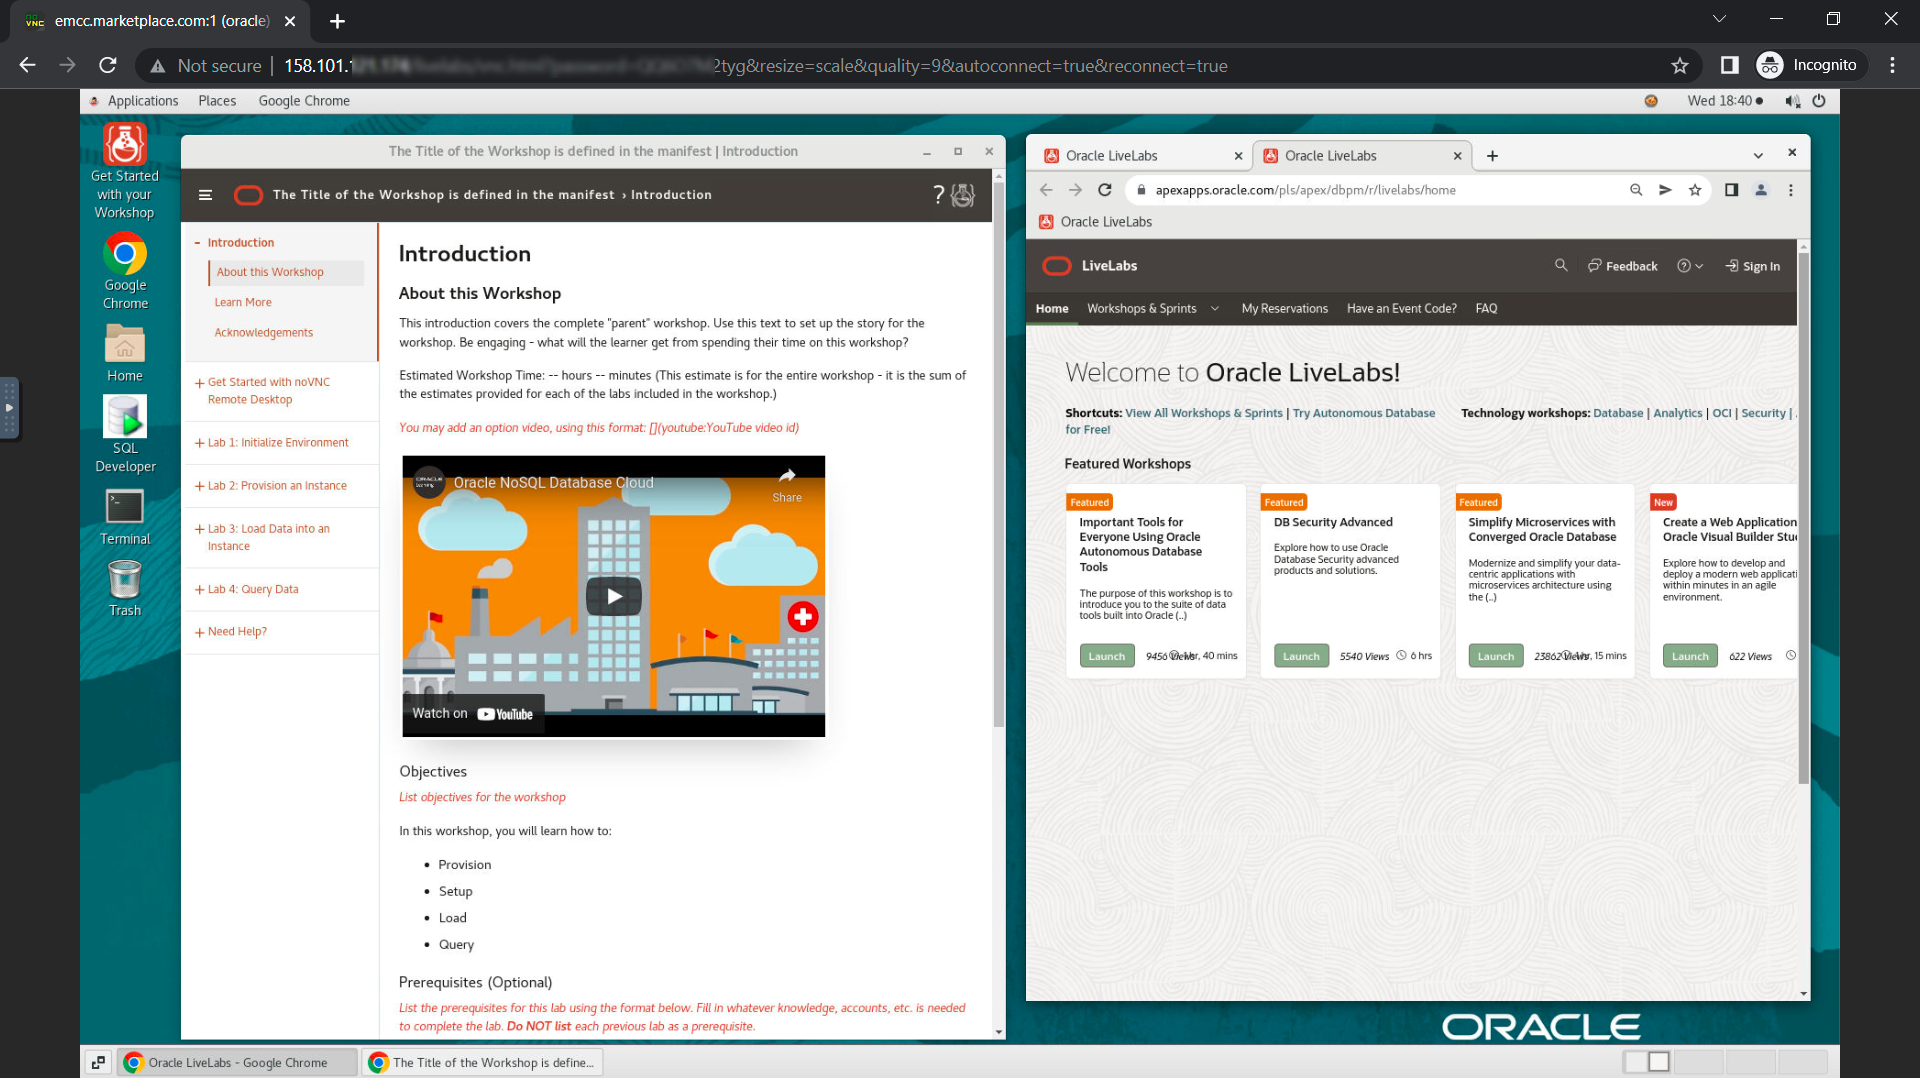 emcc.marketplace.com:1 (oracle)
Not secure
158.101.
2tyg&resize=scale&quality=9&autoconnect=true&reconnect=true
Incognito
Applications Places Google Chrome
Wed 18:40
Get Started
with your
Workshop
Google
Chrome
Home
SQL
Developer
Terminal
Trash
The Title of the Workshop is defined in the manifest | Introduction
The Title of the Workshop is defined in the manifest › Introduction
?
- Introduction
About this Workshop
Learn More
Acknowledgements
+ Get Started with noVNC
Remote Desktop
+ Lab 1: Initialize Environment
+ Lab 2: Provision an Instance
+ Lab 3: Load Data into an
Instance
+ Lab 4: Query Data
+ Need Help?
Introduction
About this Workshop
This introduction covers the complete "parent" workshop. Use this text to set up the story for the
workshop. Be engaging - what will the learner get from spending their time on this workshop?
Estimated Workshop Time: -- hours -- minutes (This estimate is for the entire workshop - it is the sum of
the estimates provided for each of the labs included in the workshop.)
You may add an option video, using this format: [](youtube:YouTube video id)
ORACLE
Oracle NoSQL Database Cloud
Share
Watch on YouTube
Objectives
List objectives for the workshop
In this workshop, you will learn how to:
• Provision
• Setup
• Load
• Query
Prerequisites (Optional)
List the prerequisites for this lab using the format below. Fill in whatever knowledge, accounts, etc. is needed
to complete the lab. Do NOT list each previous lab as a prerequisite.
Oracle LiveLabs
Oracle LiveLabs
apexapps.oracle.com/pls/apex/dbpm/r/livelabs/home
Oracle LiveLabs
LiveLabs
Feedback
Sign In
Home Workshops & Sprints My Reservations Have an Event Code? FAQ
Welcome to Oracle LiveLabs!
Shortcuts: View All Workshops & Sprints | Try Autonomous Database
for Free!
Technology workshops: Database | Analytics | OCI | Security |
Featured Workshops
Featured
Important Tools for
Everyone Using Oracle
Autonomous Database
Tools
The purpose of this workshop is to
introduce you to the suite of data
tools built into Oracle (..)
Launch 9456 Views 1 hr, 40 mins
Featured
DB Security Advanced
Explore how to use Oracle
Database Security advanced
products and solutions.
Launch 5540 Views 6 hrs
Featured
Simplify Microservices with
Converged Oracle Database
Modernize and simplify your data-
centric applications with
microservices architecture using
the (..)
Launch 23862 Views hr, 15 mins
New
Create a Web Application
Oracle Visual Builder
Explore how to develop and
deploy a modern web
within minutes in an agile
environment.
Launch 622 Views
ORACLE
Oracle LiveLabs - Google Chrome
The Title of the Workshop is define...